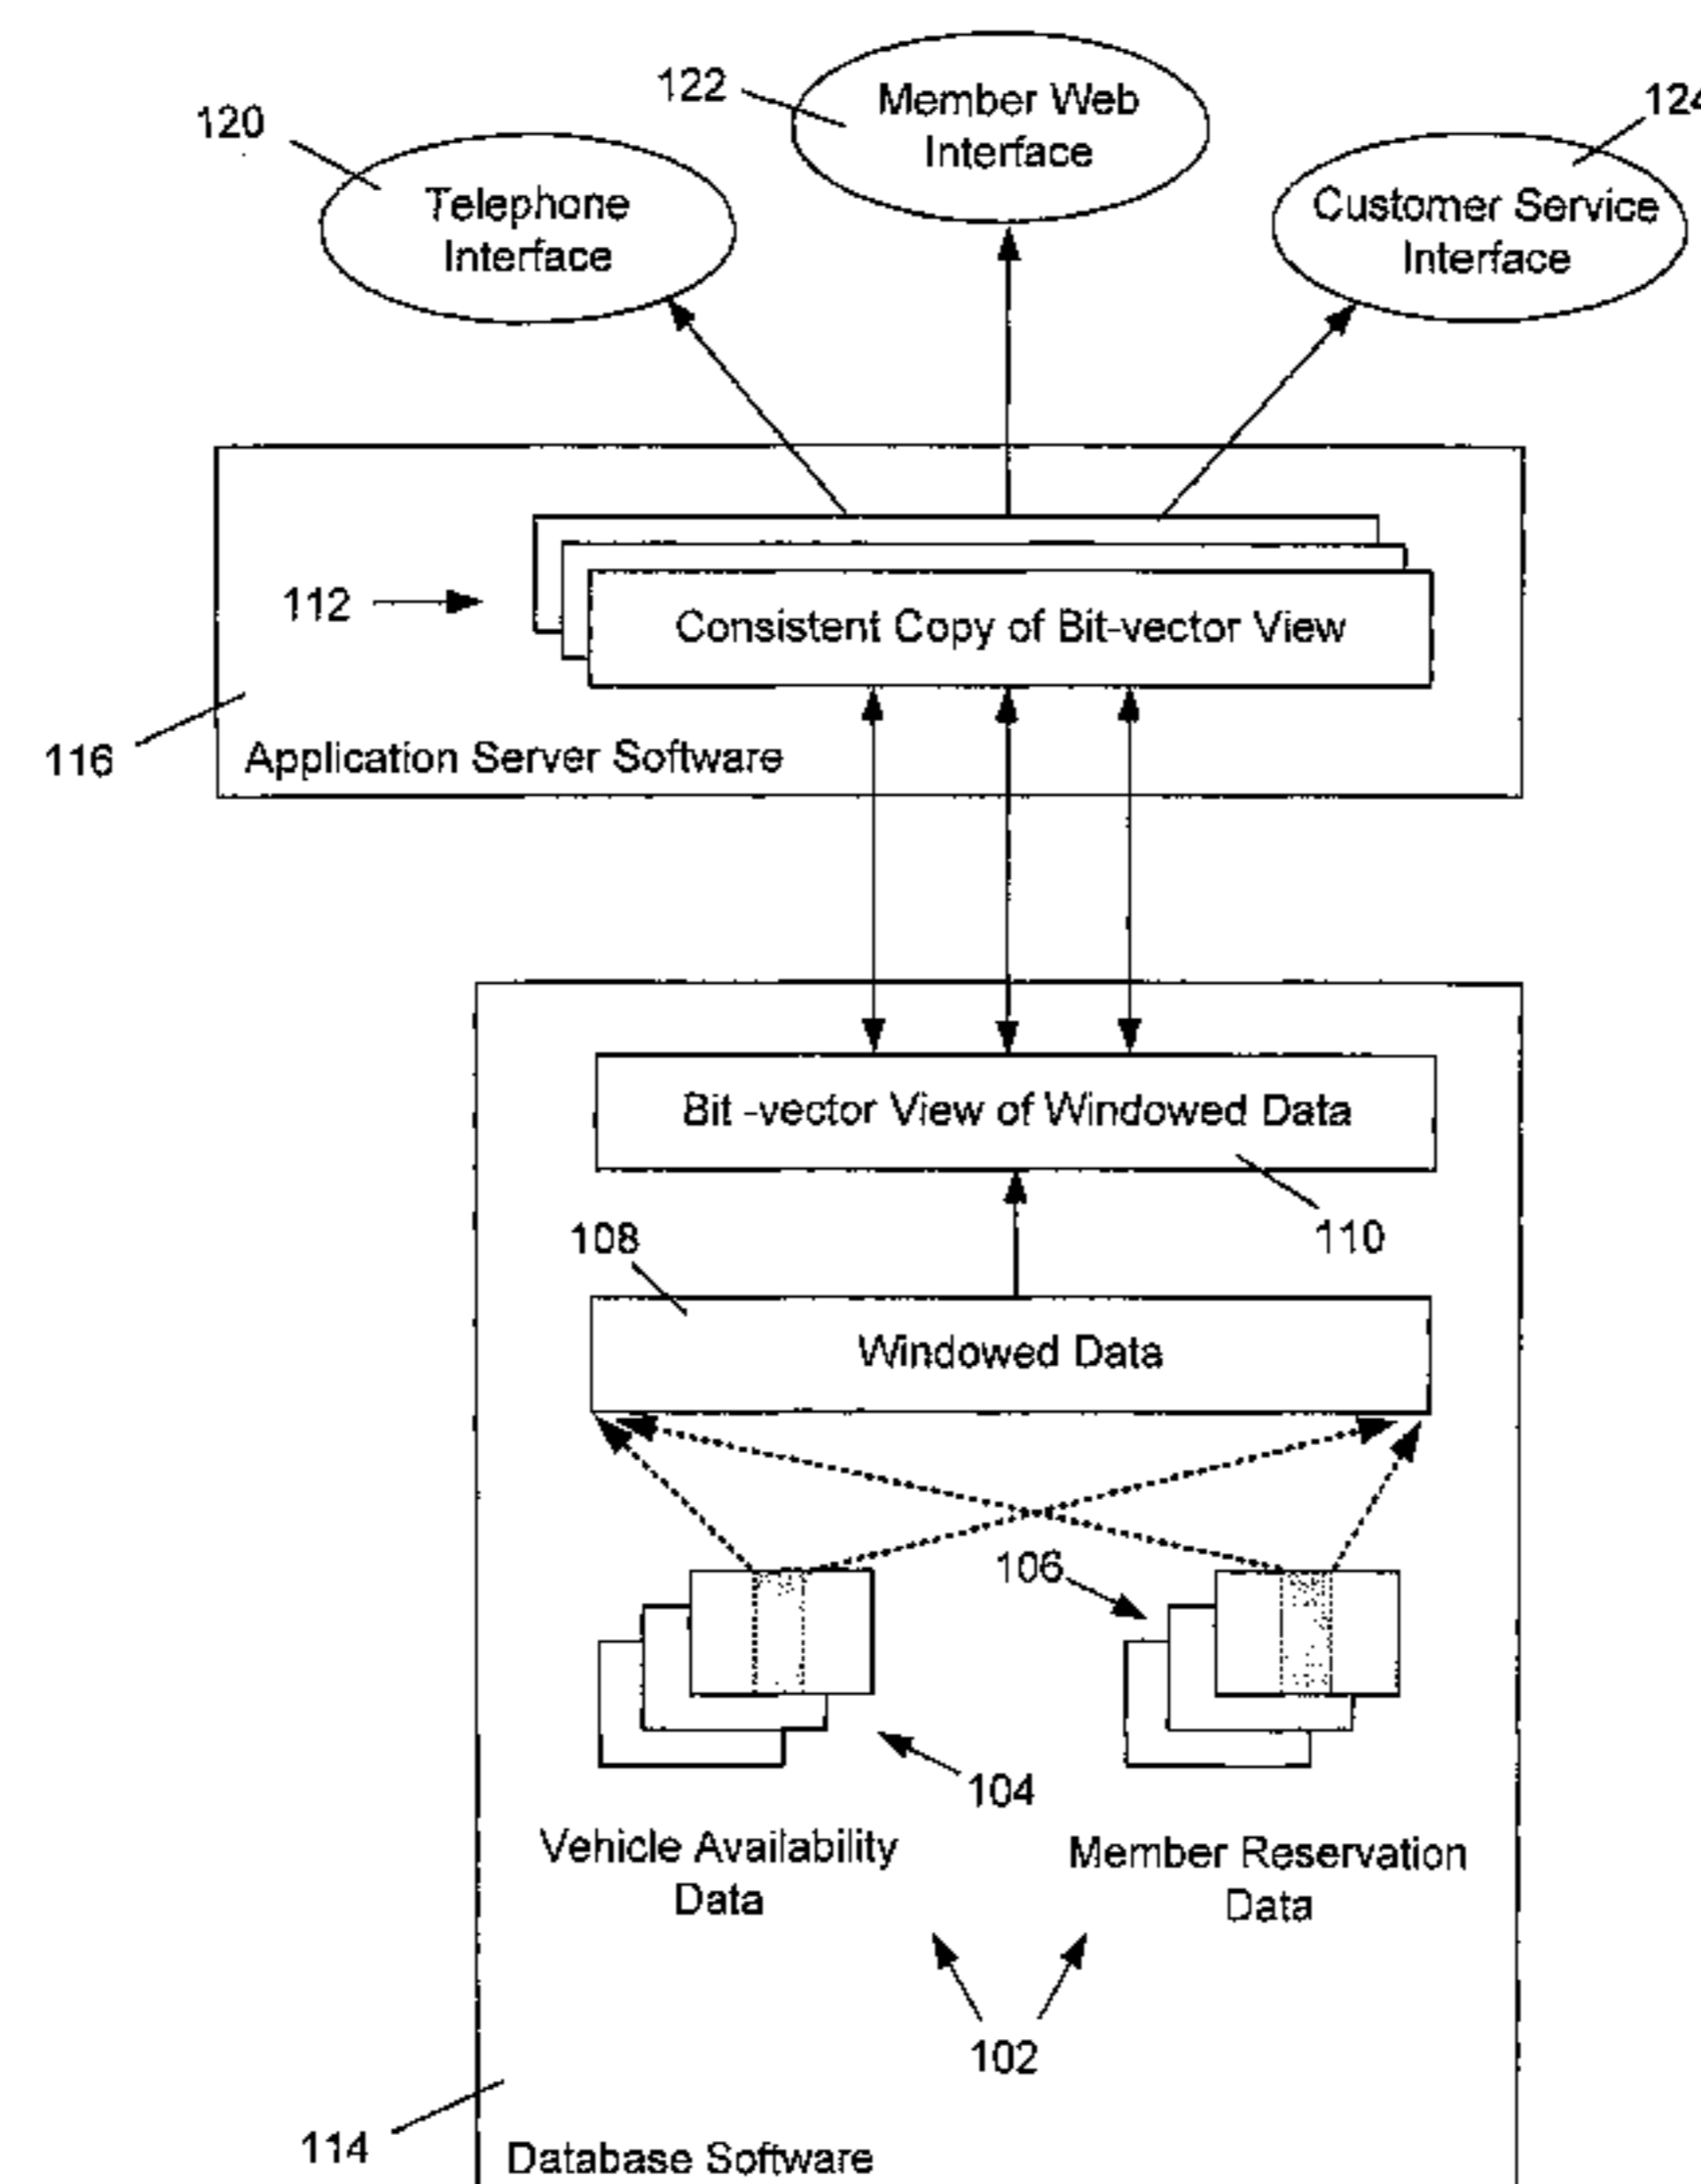 122
Member Web
Interface
124
120
Telephone
Interface
Customer Service
Interface
112
Consistent Copy of Bit-vector View
116
Application Server Software
Bit -vector View of Windowed Data
110
108
Windowed Data
106
104
Vehicle Availability
Data
Member Reservation
Data
102
114
Database Software